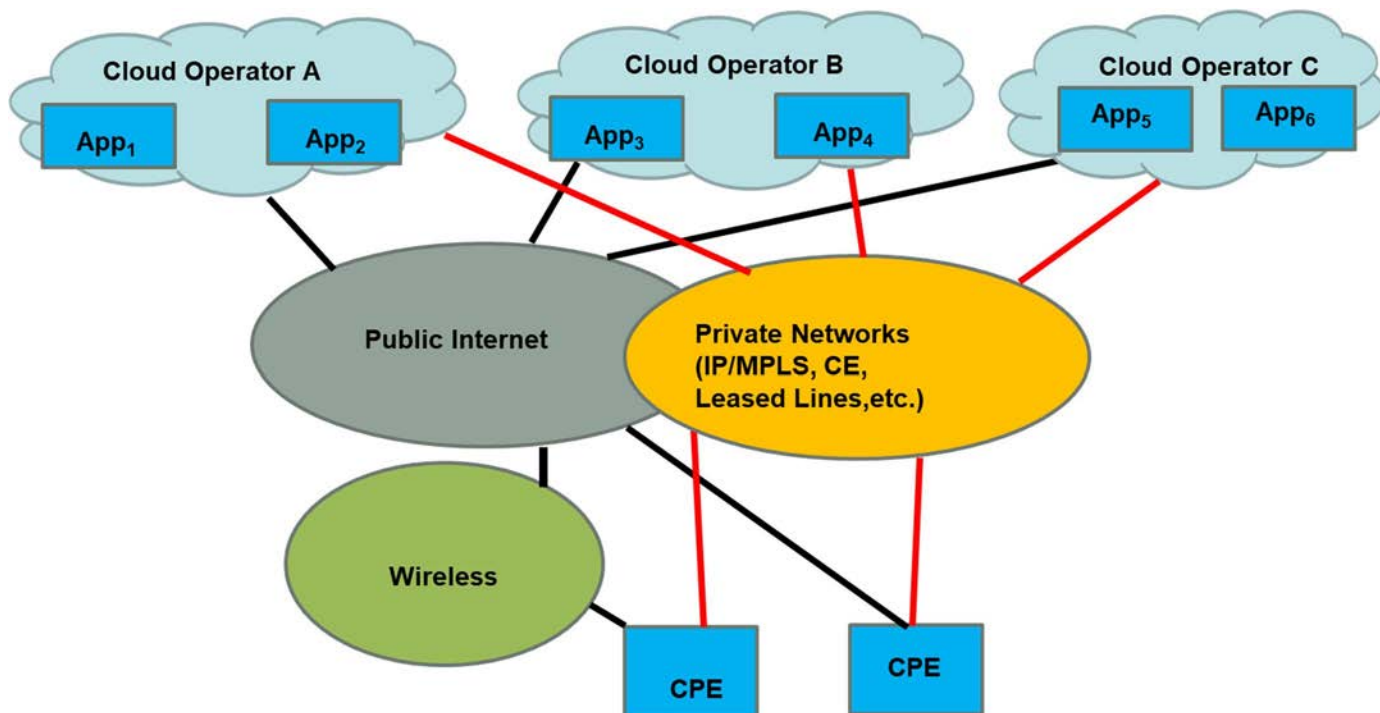 Cloud Operator A
Cloud Operator B
Cloud Operator C
App₁
App₂
App₃
App₄
App₅
App₆
Public Internet
Private Networks
(IP/MPLS, CE,
Leased Lines,etc.)
Wireless
CPE
CPE